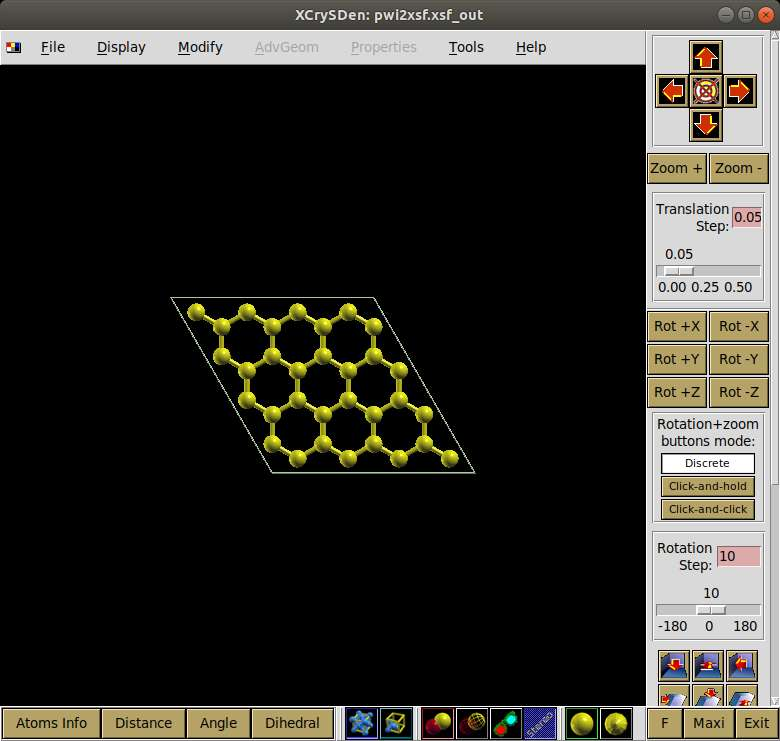 XCrySDen: pwi2xsf.xsf_out
File Display Modify AdvGeom Properties Tools Help
Zoom + Zoom -
Translation
Step: 0.05
0.05
0.00 0.25 0.50
Rot +X Rot -X
Rot +Y Rot -Y
Rot +Z Rot -Z
Rotation+zoom
buttons mode:
Discrete
Click-and-hold
Click-and-click
Rotation
Step: 10
10
-180 0 180
Atoms Info Distance Angle Dihedral Stereo F Maxi Exit